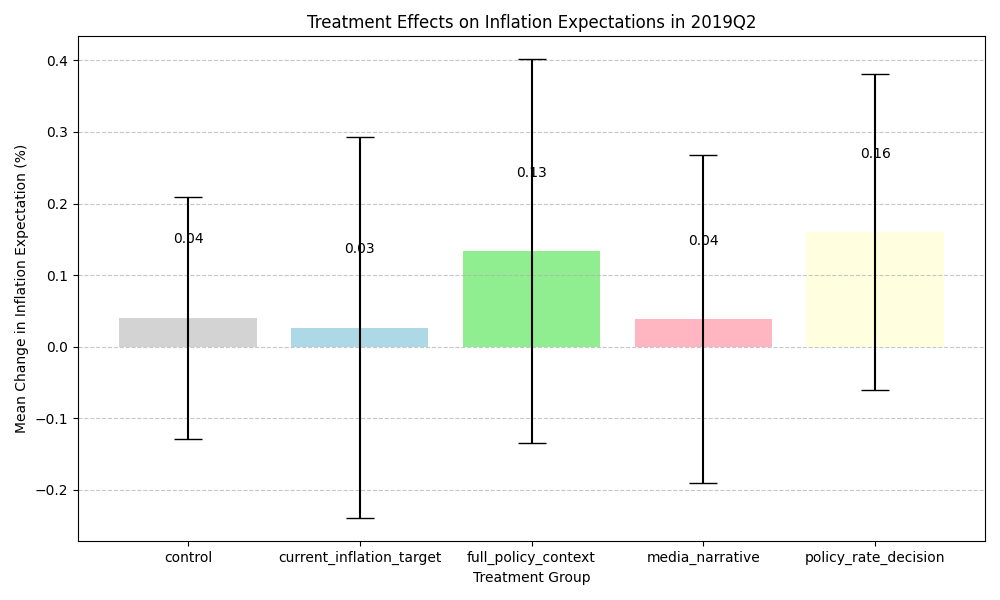 Treatment Effects on Inflation Expectations in 2019Q2
Mean Change in Inflation Expectation (%)
0.4
0.3
0.2
0.1
0.0
−0.1
−0.2
0.04
0.03
0.13
0.04
0.16
control
current_inflation_target
full_policy_context
media_narrative
policy_rate_decision
Treatment Group